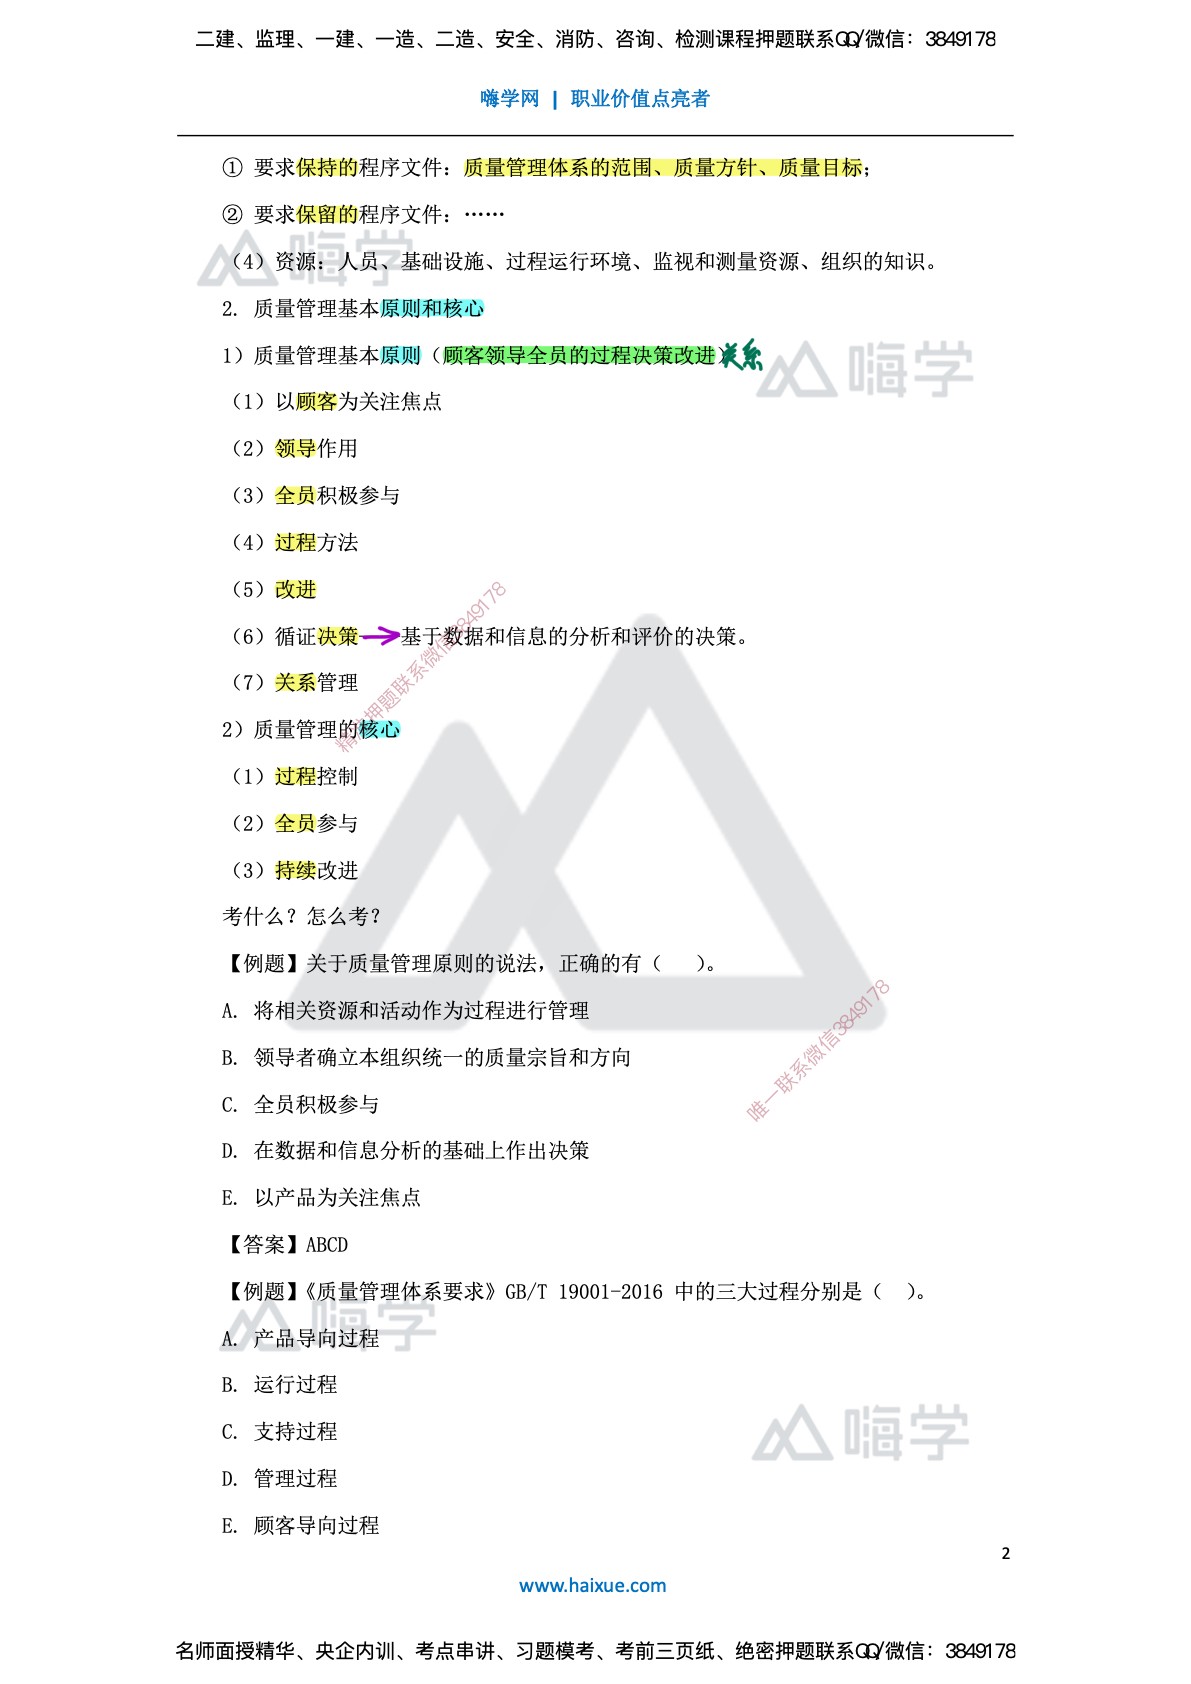 二建、监理、一建、一造、二造、安全、消防、咨询、检测课程押题联系QQ/微信：3849178
嗨学网 | 职业价值点亮者
① 要求保持的程序文件：质量管理体系的范围、质量方针、质量目标；
② 要求保留的程序文件：……
嗨学
（4）资源：人员、基础设施、过程运行环境、监视和测量资源、组织的知识。
2. 质量管理基本原则和核心
1）质量管理基本原则（顾客领导全员的过程决策改进）关系
嗨学
（1）以顾客为关注焦点
（2）领导作用
（3）全员积极参与
（4）过程方法
（5）改进
（6）循证决策→基于数据和信息的分析和评价的决策。
（7）关系管理
精准押题联系微信3849178
2）质量管理的核心
（1）过程控制
（2）全员参与
（3）持续改进
考什么？怎么考？
【例题】关于质量管理原则的说法，正确的有（ ）。
A. 将相关资源和活动作为过程进行管理
B. 领导者确立本组织统一的质量宗旨和方向
C. 全员积极参与
唯一联系微信3849178
D. 在数据和信息分析的基础上作出决策
E. 以产品为关注焦点
【答案】ABCD
【例题】《质量管理体系要求》GB/T 19001-2016 中的三大过程分别是（ ）。
嗨学
A. 产品导向过程
B. 运行过程
C. 支持过程
嗨学
D. 管理过程
E. 顾客导向过程
2
www.haixue.com
名师面授精华、央企内训、考点串讲、习题模考、考前三页纸、绝密押题联系QQ/微信：3849178